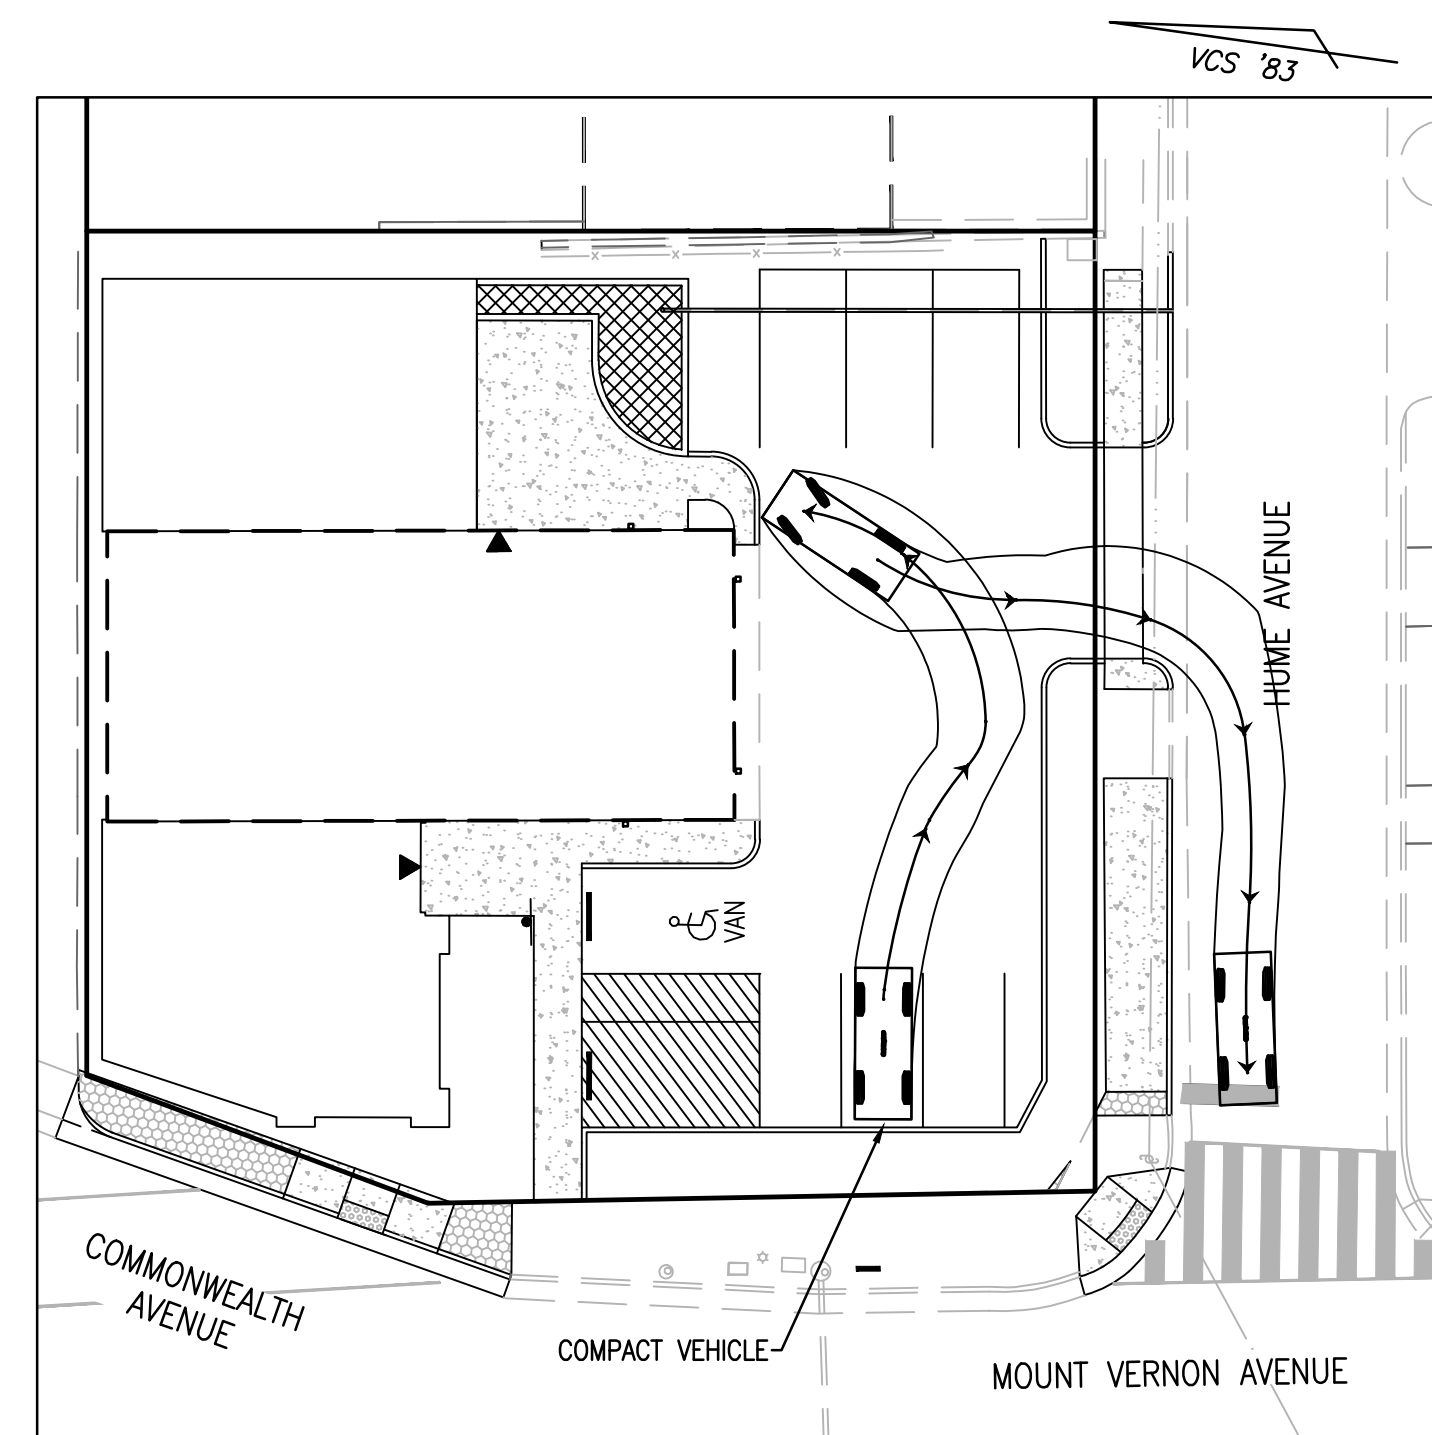 VCS '83
HUME AVENUE
VAN
COMMONWEALTH
AVENUE
COMPACT VEHICLE
MOUNT VERNON AVENUE